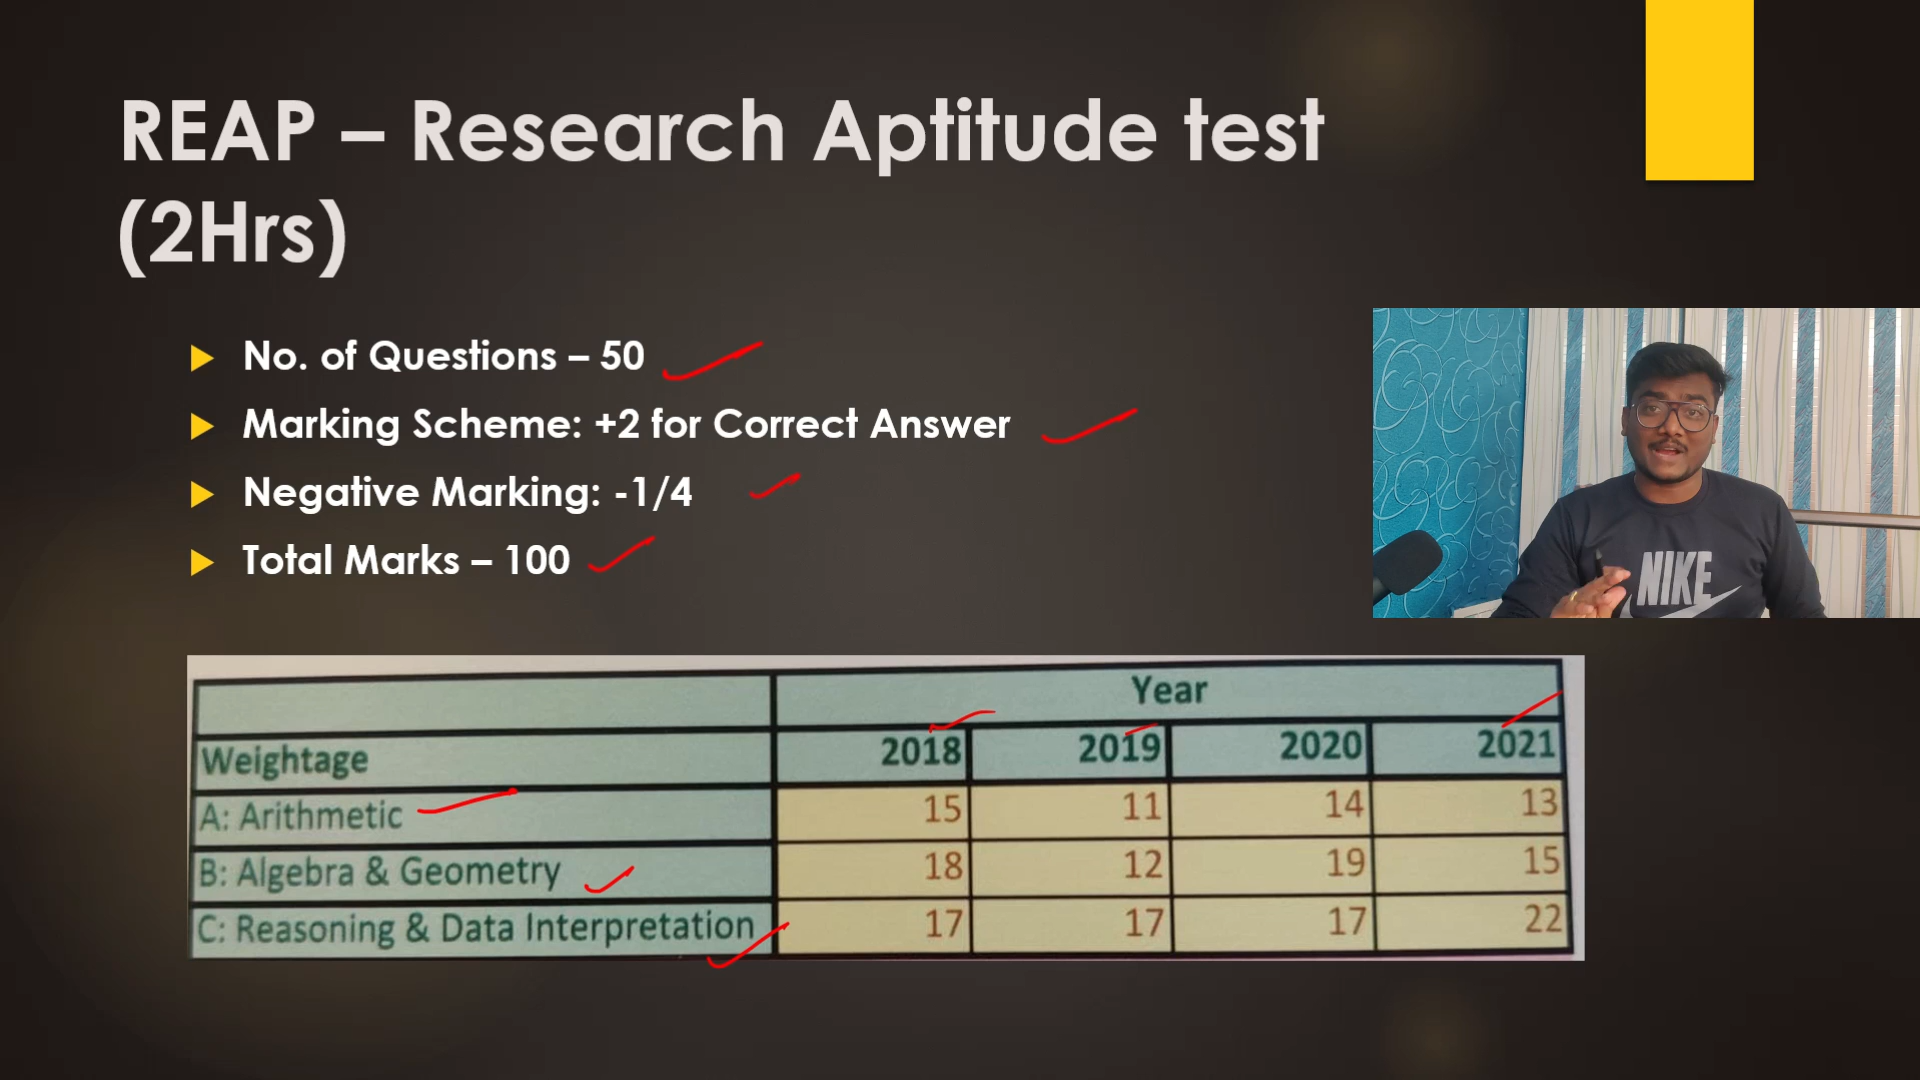 REAP – Research Aptitude test
(2Hrs)
No. of Questions – 50
Marking Scheme: +2 for Correct Answer
Negative Marking: -1/4
Total Marks – 100
NIKE
Year
Weightage 2018 2019 2020 2021
A: Arithmetic 15 11 14 13
B: Algebra & Geometry 18 12 19 15
C: Reasoning & Data Interpretation 17 17 17 22